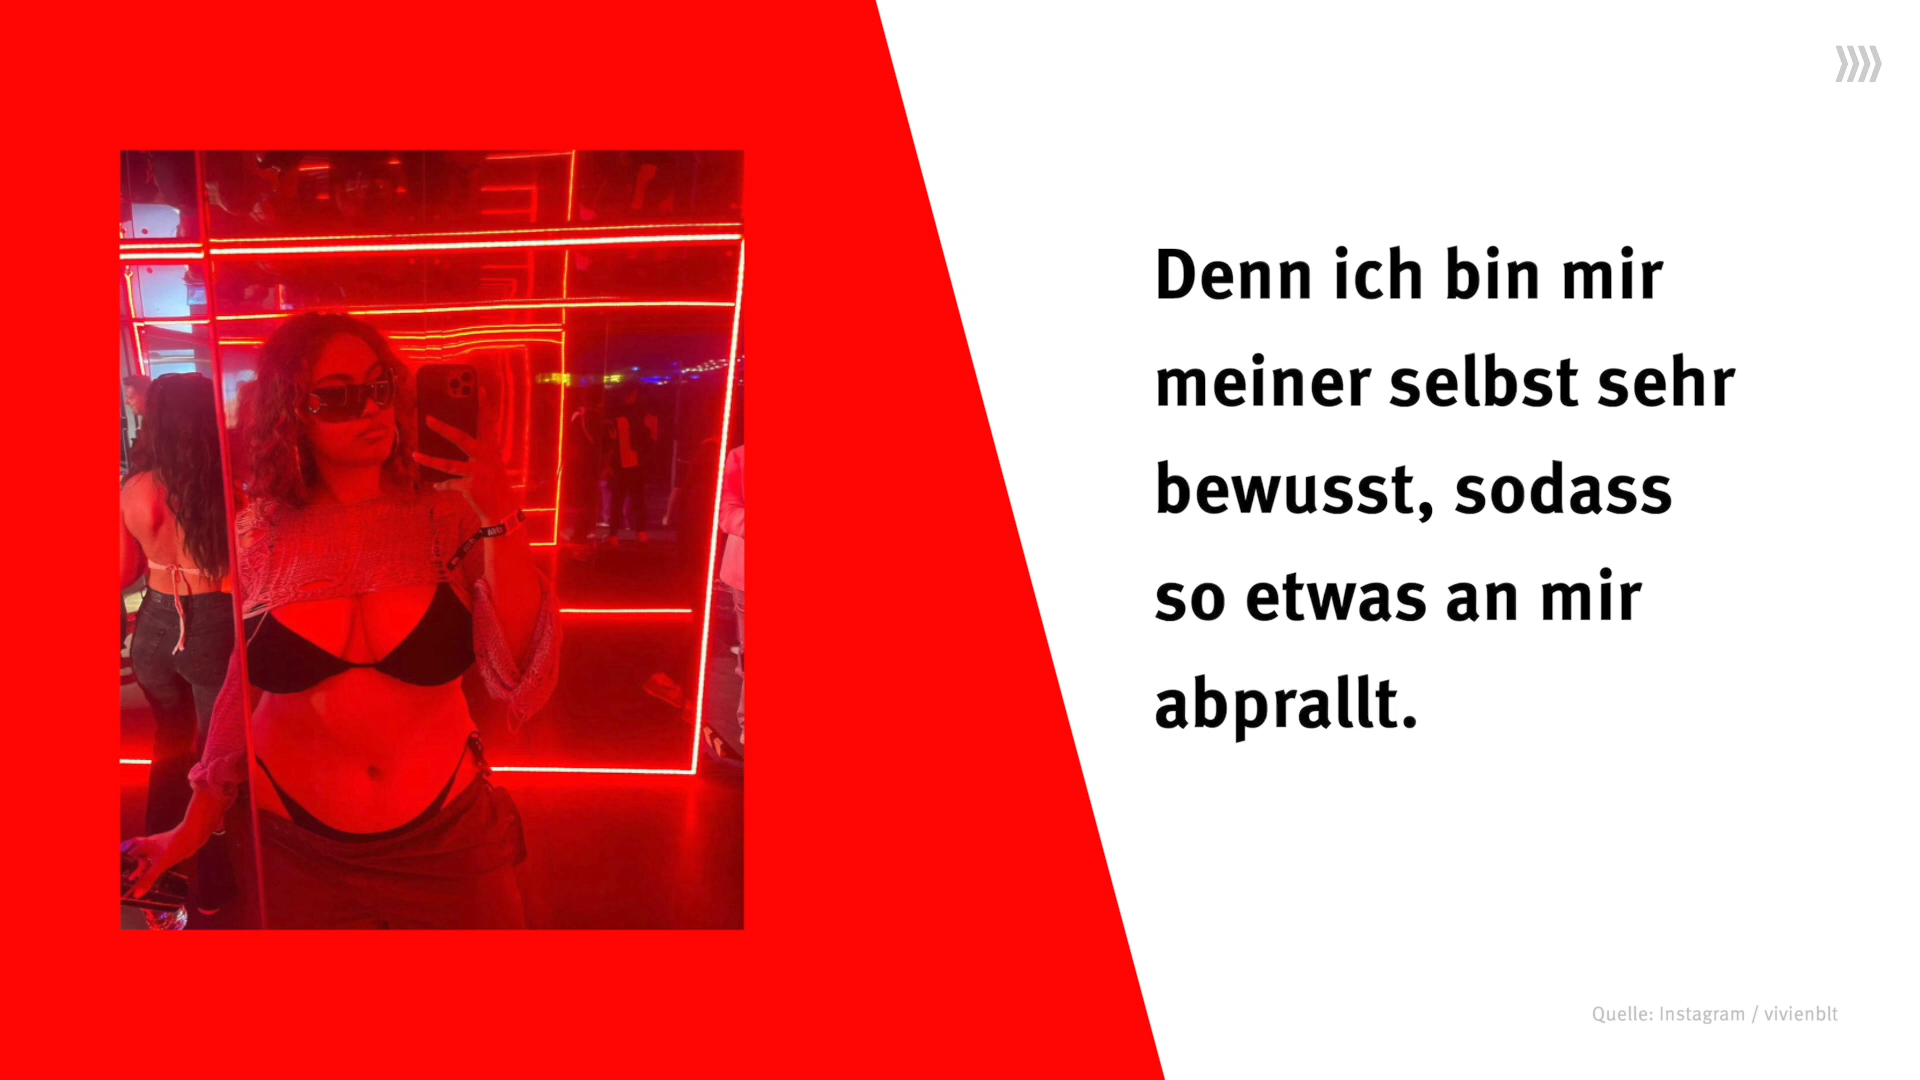 Denn ich bin mir
meiner selbst sehr
bewusst, sodass
so etwas an mir
abprallt.
Quelle: Instagram / vivienblt